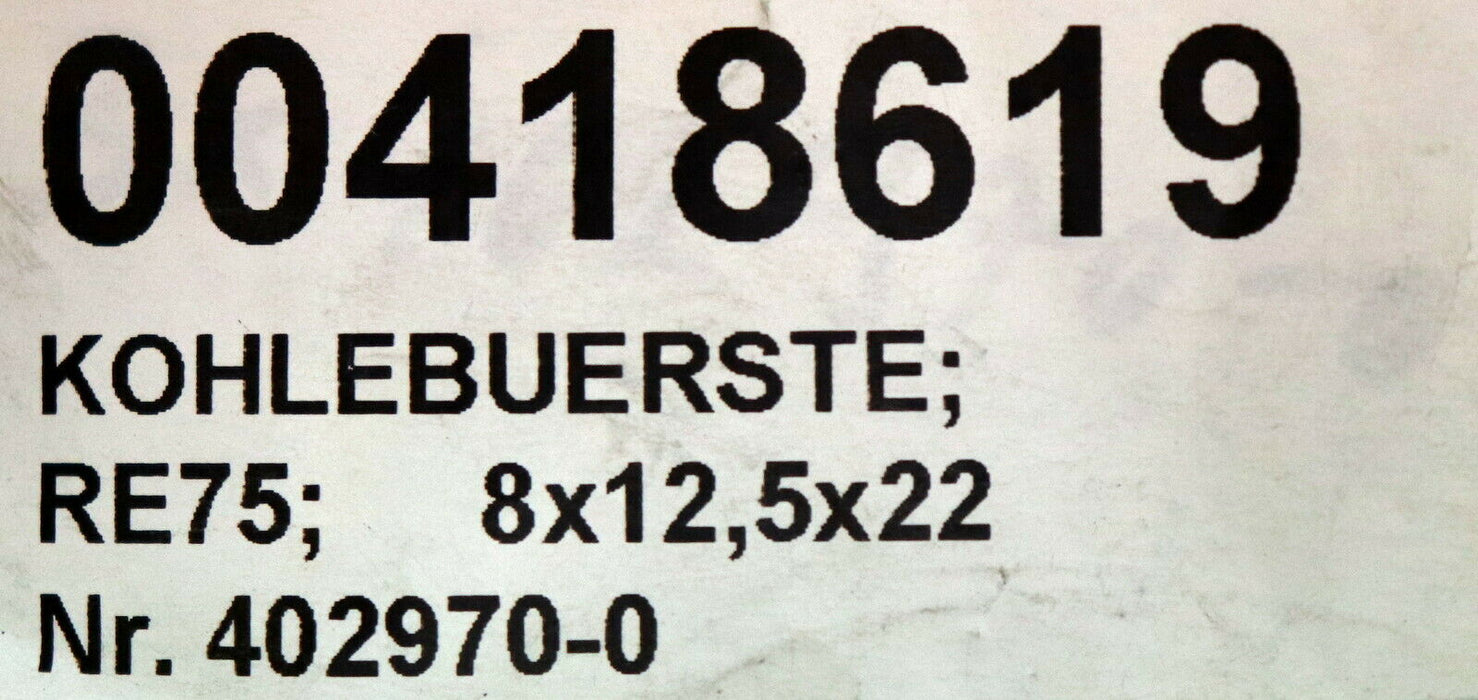 00418619
KOHLEBUERSTE;
RE75; 8x12,5x22
Nr. 402970-0